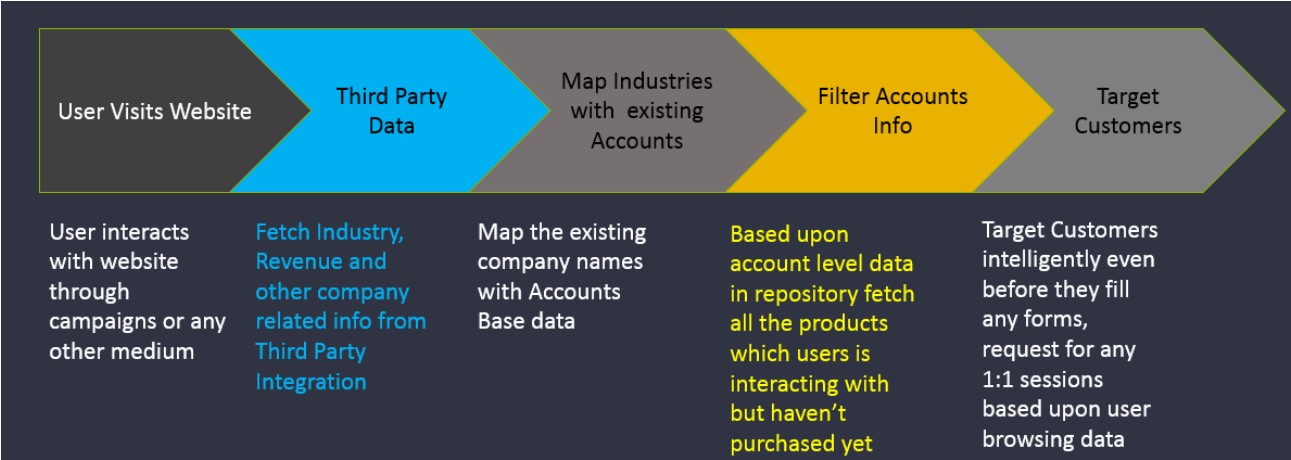 User Visits Website
Third Party
Data
Map Industries
with existing
Accounts
Filter Accounts
Info
Target
Customers
User interacts
with website
through
campaigns or any
other medium
Fetch Industry,
Revenue and
other company
related info from
Third Party
Integration
Map the existing
company names
with Accounts
Base data
Based upon
account level data
in repository fetch
all the products
which users is
interacting with
but haven't
purchased yet
Target Customers
intelligently even
before they fill
any forms,
request for any
1:1 sessions
based upon user
browsing data